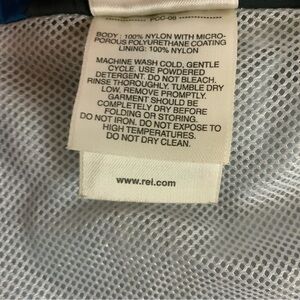 PCC-06
BODY: 100% NYLON WITH MICRO-
POROUS POLYURETHANE COATING
LINING: 100% NYLON
MACHINE WASH COLD, GENTLE
CYCLE. USE POWDERED
DETERGENT. DO NOT BLEACH.
RINSE THOROUGHLY. TUMBLE DRY
LOW, REMOVE PROMPTLY.
GARMENT SHOULD BE
COMPLETELY DRY BEFORE
FOLDING OR STORING.
DO NOT IRON. DO NOT EXPOSE TO
HIGH TEMPERATURES.
DO NOT DRY CLEAN.
www.rei.com